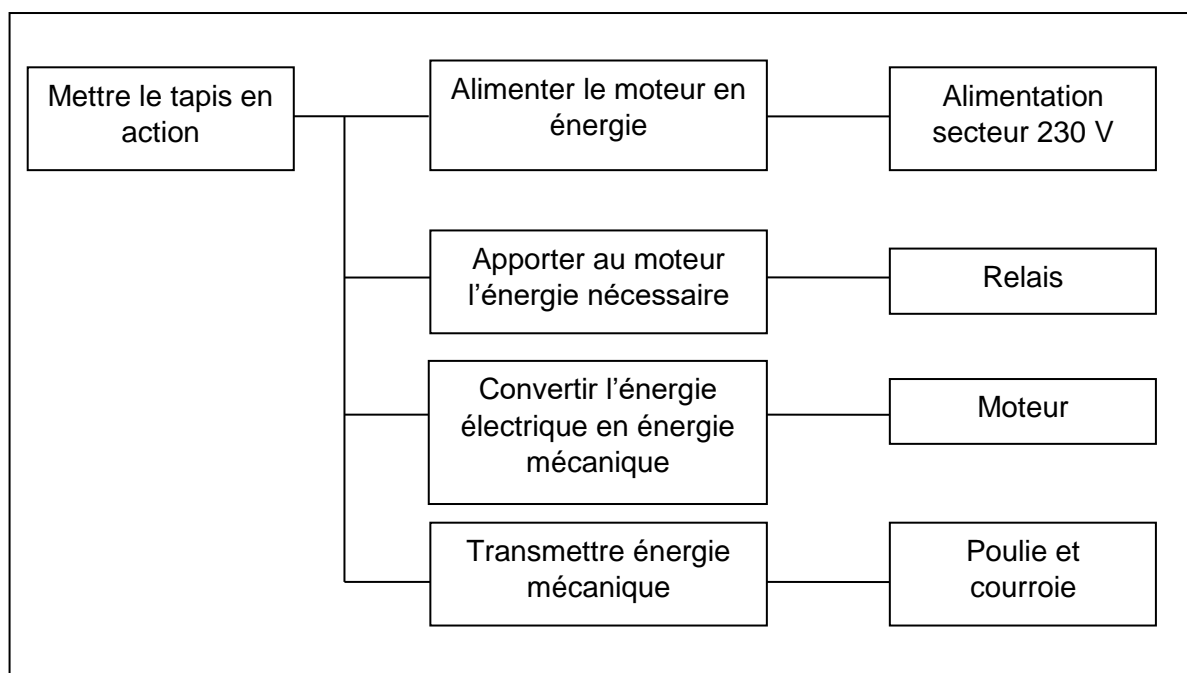 Mettre le tapis en
action
Alimenter le moteur en
énergie
Alimentation
secteur 230 V
Apporter au moteur
l'énergie nécessaire
Relais
Convertir l'énergie
électrique en énergie
mécanique
Moteur
Transmettre énergie
mécanique
Poulie et
courroie